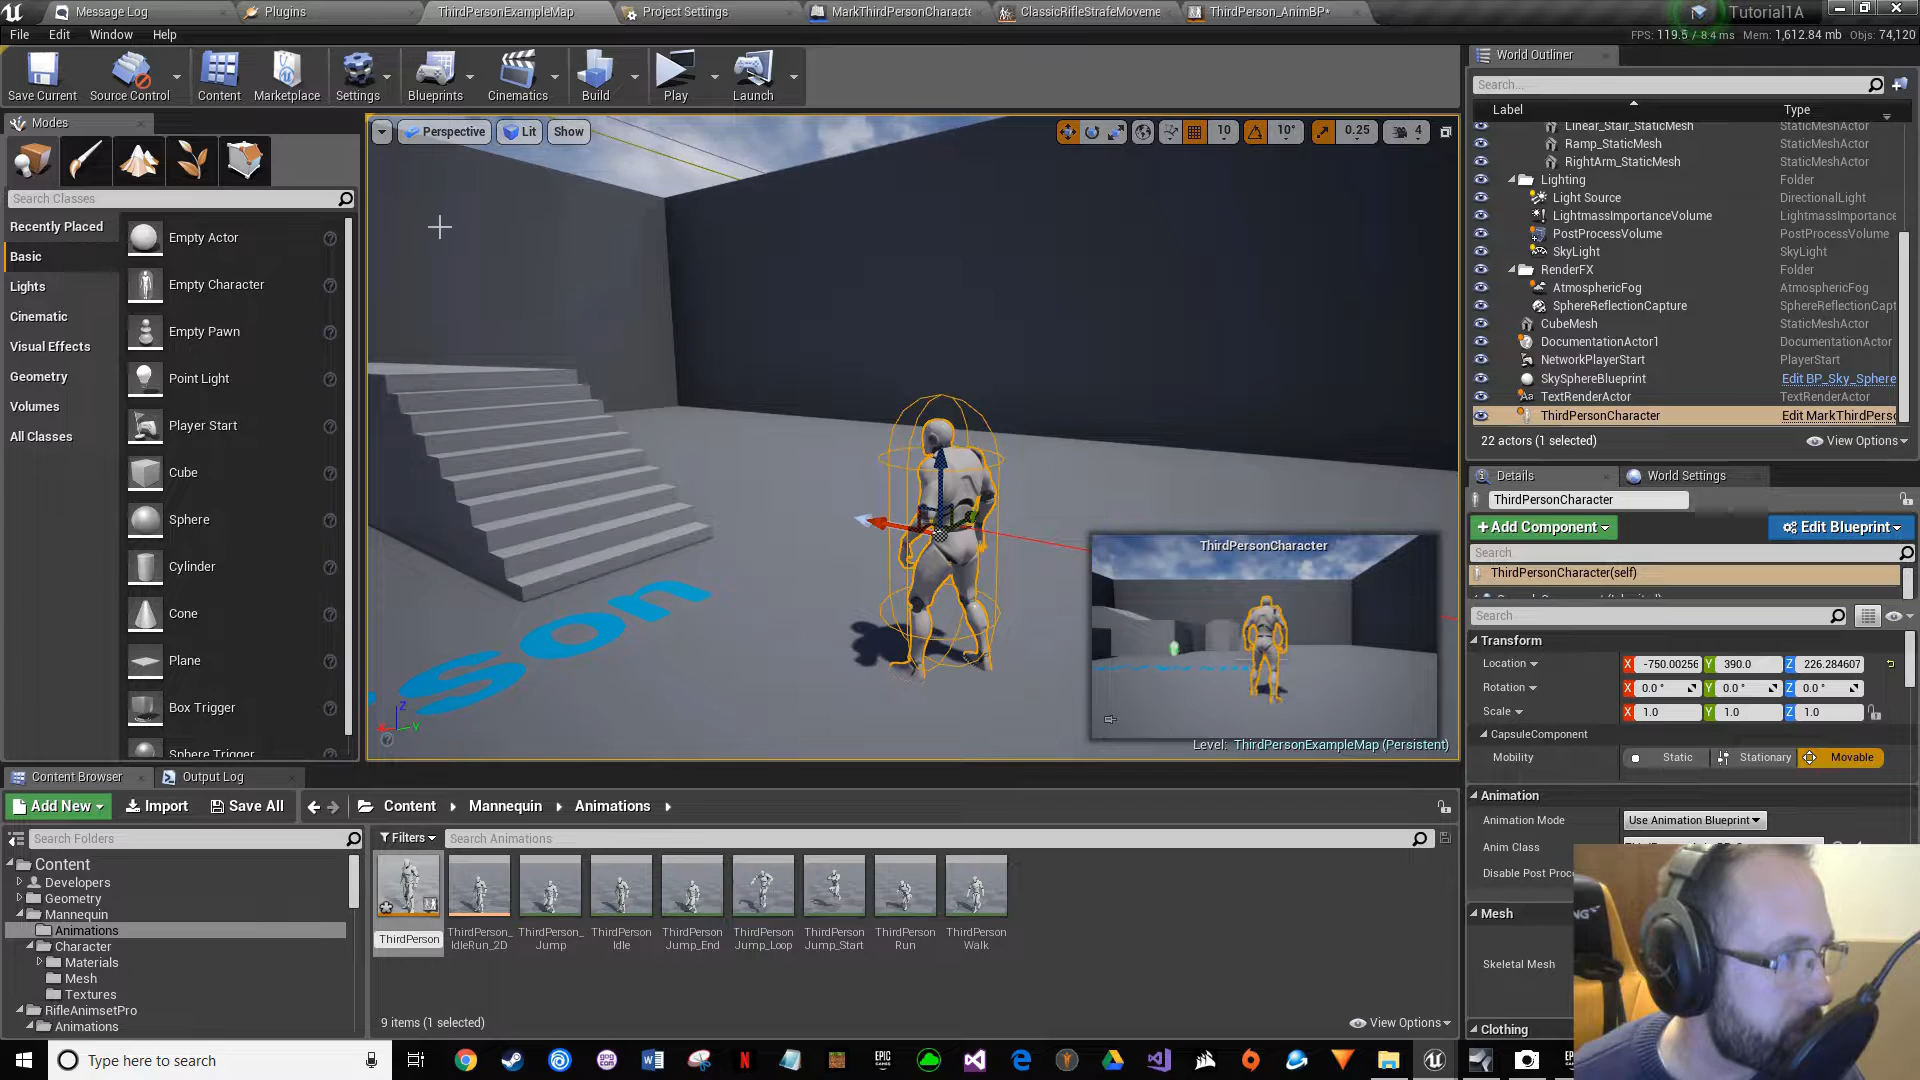 Message Log
Plugins
ThirdPersonExampleMap
Project Settings
MarkThirdPersonCharacte
ClassicRifleStrafeMoveme
ThirdPerson_AnimBP*
Tutorial1A
File
Edit
Window
Help
FPS: 119.5 / 8.4 ms
Mem: 1,612.84 mb
Objs: 74,120
Save Current
Source Control
Content
Marketplace
Settings
Blueprints
Cinematics
Build
Play
Launch
World Outliner
Search...
Label
Type
Linear_Stair_StaticMesh
StaticMeshActor
Ramp_StaticMesh
StaticMeshActor
RightArm_StaticMesh
StaticMeshActor
Lighting
Folder
Light Source
DirectionalLight
LightmassImportanceVolume
LightmassImportance
PostProcessVolume
PostProcessVolume
SkyLight
SkyLight
RenderFX
Folder
AtmosphericFog
AtmosphericFog
SphereReflectionCapture
SphereReflectionCapt
CubeMesh
StaticMeshActor
DocumentationActor1
DocumentationActor
NetworkPlayerStart
PlayerStart
SkySphereBlueprint
Edit BP_Sky_Sphere
TextRenderActor
TextRenderActor
ThirdPersonCharacter
Edit MarkThirdPerso
22 actors (1 selected)
View Options
Modes
Search Classes
Recently Placed
Basic
Lights
Cinematic
Visual Effects
Geometry
Volumes
All Classes
Empty Actor
Empty Character
Empty Pawn
Point Light
Player Start
Cube
Sphere
Cylinder
Cone
Plane
Box Trigger
Sphere Trigger
Perspective
Lit
Show
10
10°
0.25
4
son
ThirdPersonCharacter
Level: ThirdPersonExampleMap (Persistent)
X
Y
Z
Details
World Settings
ThirdPersonCharacter
+Add Component
Edit Blueprint
Search
ThirdPersonCharacter(self)
Search
Transform
Location
X -750.00256
Y 390.0
Z 226.284607
Rotation
X 0.0 °
Y 0.0 °
Z 0.0 °
Scale
X 1.0
Y 1.0
Z 1.0
CapsuleComponent
Mobility
Static
Stationary
Movable
Animation
Animation Mode
Use Animation Blueprint
Anim Class
Disable Post Proc
Mesh
Skeletal Mesh
Clothing
Content Browser
Output Log
Add New
Import
Save All
Content
Mannequin
Animations
Search Folders
Filters
Search Animations
Content
Developers
Geometry
Mannequin
Animations
Character
Materials
Mesh
Textures
RifleAnimsetPro
Animations
ThirdPerson
ThirdPerson_
IdleRun_2D
ThirdPerson_
Jump
ThirdPerson
Idle
ThirdPerson
Jump_End
ThirdPerson
Jump_Loop
ThirdPerson
Jump_Start
ThirdPerson
Run
ThirdPerson
Walk
9 items (1 selected)
View Options
Type here to search
EPIC
GAMES